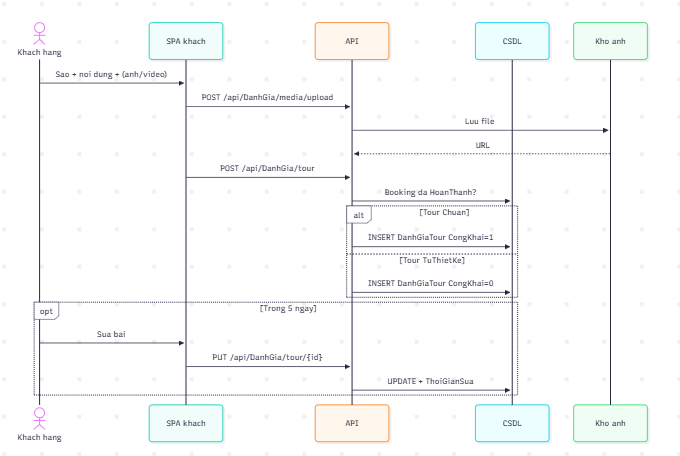 Khach hang
SPA khach
API
CSDL
Kho anh
Sao + noi dung + (anh/video)
POST /api/DanhGia/media/upload
Luu file
URL
POST /api/DanhGia/tour
Booking da HoanThanh?
alt
[Tour Chuan]
INSERT DanhGiaTour CongKhai=1
[Tour TuThietKe]
INSERT DanhGiaTour CongKhai=0
opt
[Trong 5 ngay]
Sua bai
PUT /api/DanhGia/tour/{id}
UPDATE + ThoiGianSua
Khach hang
SPA khach
API
CSDL
Kho anh